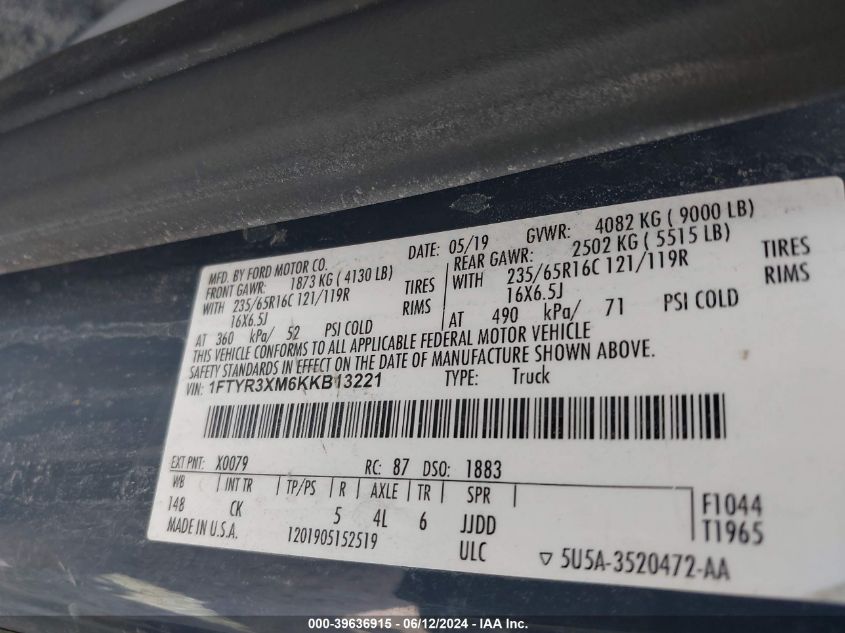 MFD. BY FORD MOTOR CO. DATE: 05/19 GVWR: 4082 KG ( 9000 LB)
FRONT GAWR: 1873 KG ( 4130 LB) REAR GAWR: 2502 KG ( 5515 LB)
WITH 235/65R16C 121/119R TIRES WITH 235/65R16C 121/119R TIRES
16X6.5J RIMS 16X6.5J RIMS
AT 360 kPa/ 52 PSI COLD AT 490 kPa/ 71 PSI COLD
THIS VEHICLE CONFORMS TO ALL APPLICABLE FEDERAL MOTOR VEHICLE
SAFETY STANDARDS IN EFFECT ON THE DATE OF MANUFACTURE SHOWN ABOVE.
VIN: 1FTYR3XM6KKB13221 TYPE: Truck
EXT PNT: X0079 RC: 87 DSO: 1883
WB INT TR TP/PS R AXLE TR SPR
148 CK 5 4L 6 JJDD F1044
MADE IN U.S.A. 1201905152519 ULC T1965
▽ 5U5A-3520472-AA
000-39636915 - 06/12/2024 - IAA Inc.